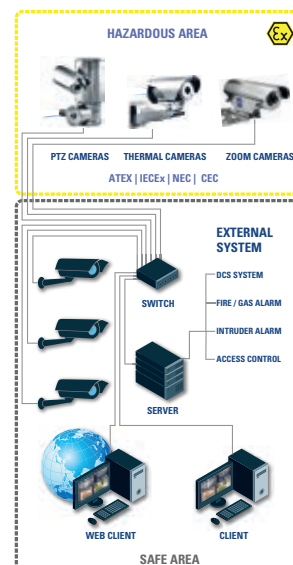 HAZARDOUS AREA
Ex
PTZ CAMERAS
THERMAL CAMERAS
ZOOM CAMERAS
ATEX | IECEx | NEC | CEC
EXTERNAL
SYSTEM
DCS SYSTEM
SWITCH
FIRE / GAS ALARM
INTRUDER ALARM
ACCESS CONTROL
SERVER
WEB CLIENT
CLIENT
SAFE AREA